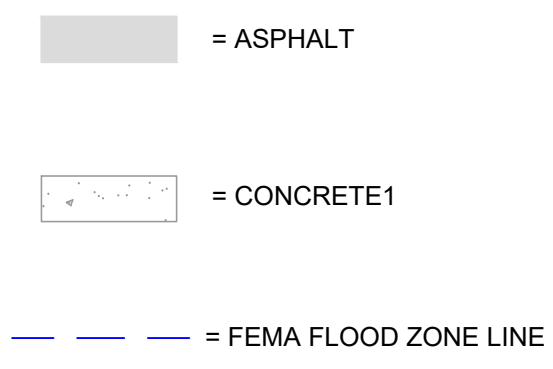 = ASPHALT
= CONCRETE1
= FEMA FLOOD ZONE LINE